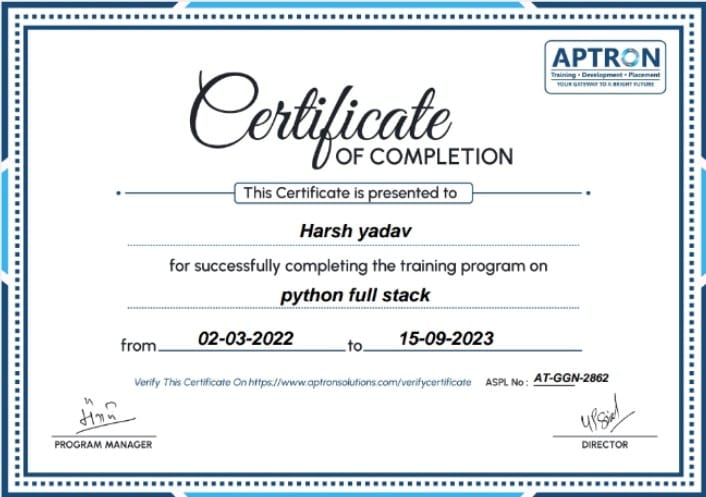 APTRON
Training • Development • Placement
YOUR GATEWAY TO A BRIGHT FUTURE
Certificate
OF COMPLETION
This Certificate is presented to
Harsh yadav
for successfully completing the training program on
python full stack
from 02-03-2022 to 15-09-2023
Verify This Certificate On https://www.aptronsolutions.com/verifycertificate ASPL No : AT-GGN-2862
PROGRAM MANAGER DIRECTOR